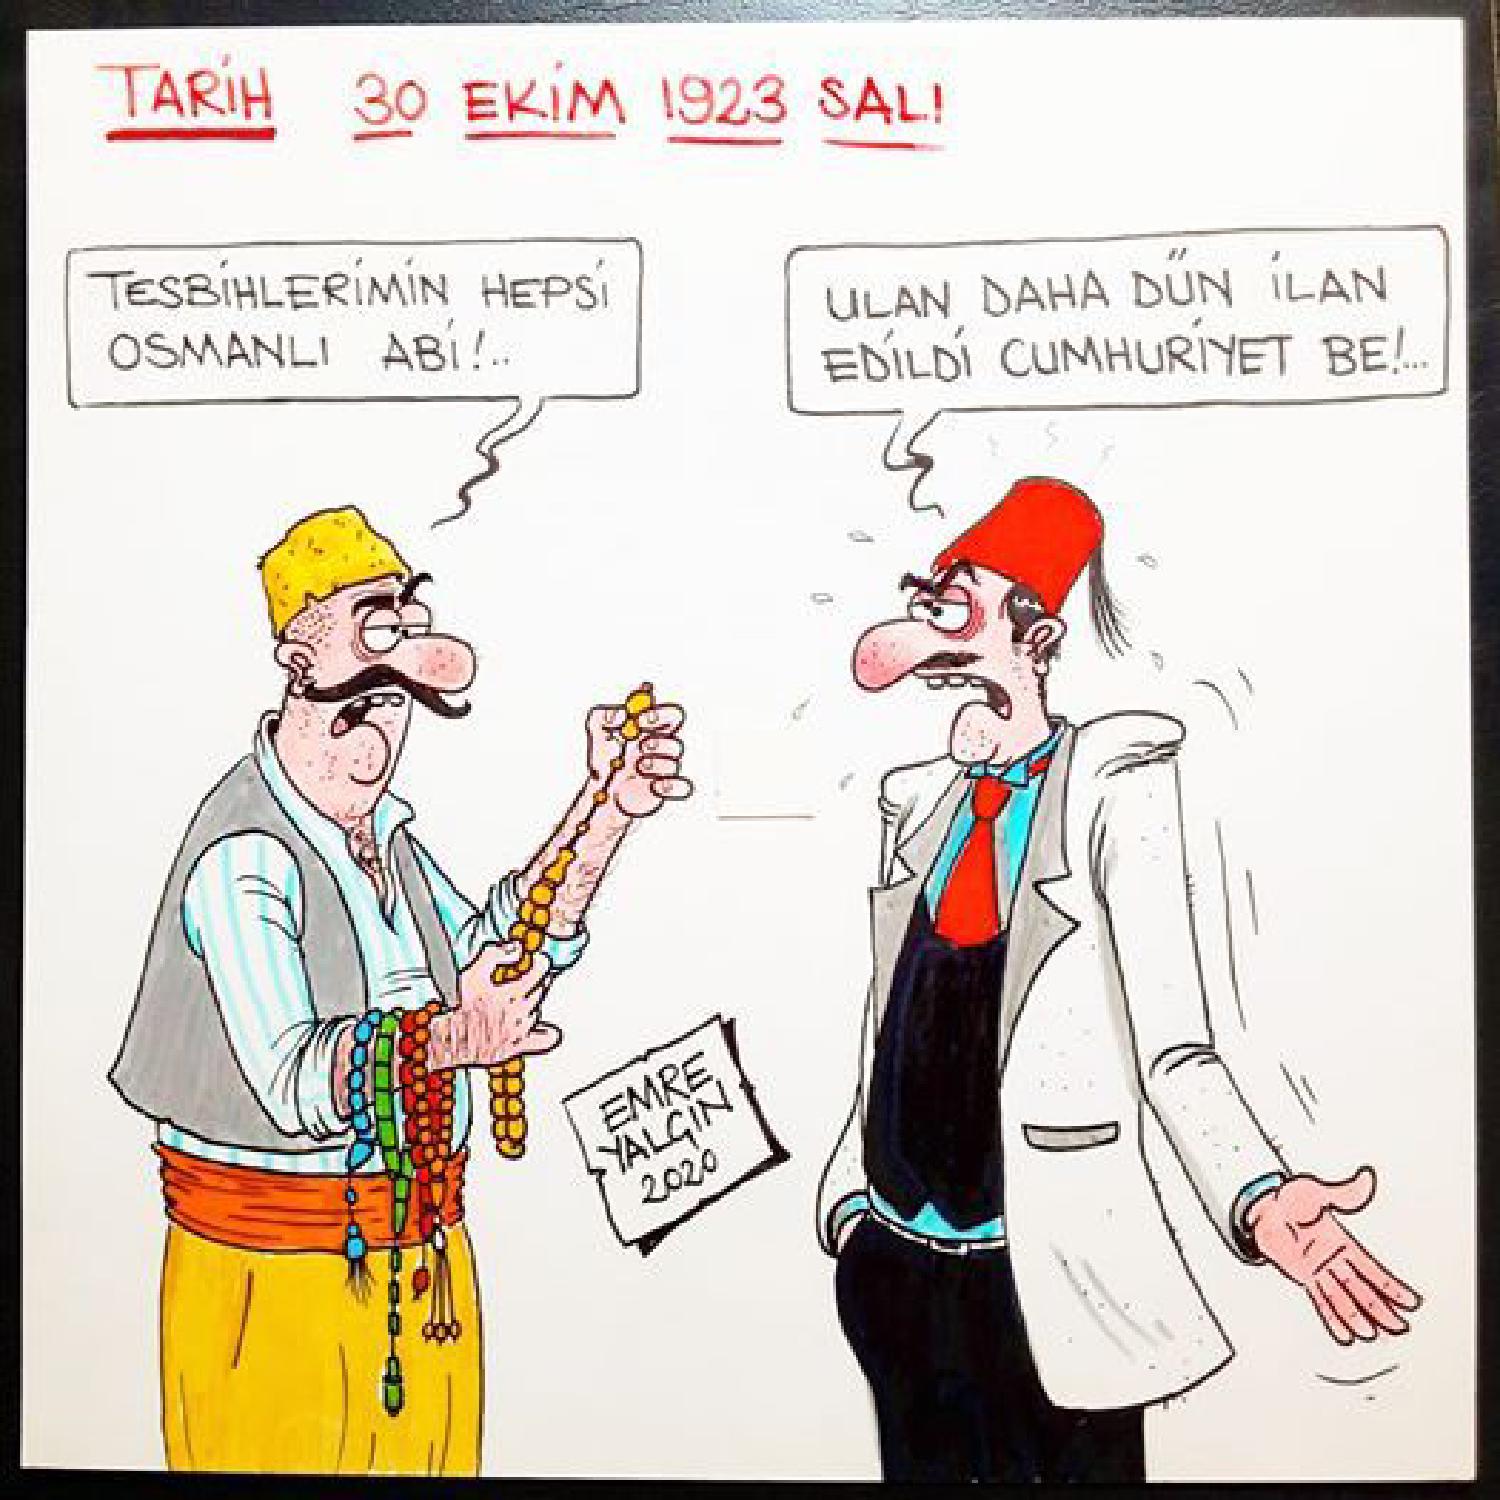 TARİH 30 EKİM 1923 SALI
TESBİHLERİMİN HEPSİ
OSMANLI ABİ!..
ULAN DAHA DÜN İLAN
EDİLDİ CUMHURİYET BE!...
EMRE
YALGIN
2020